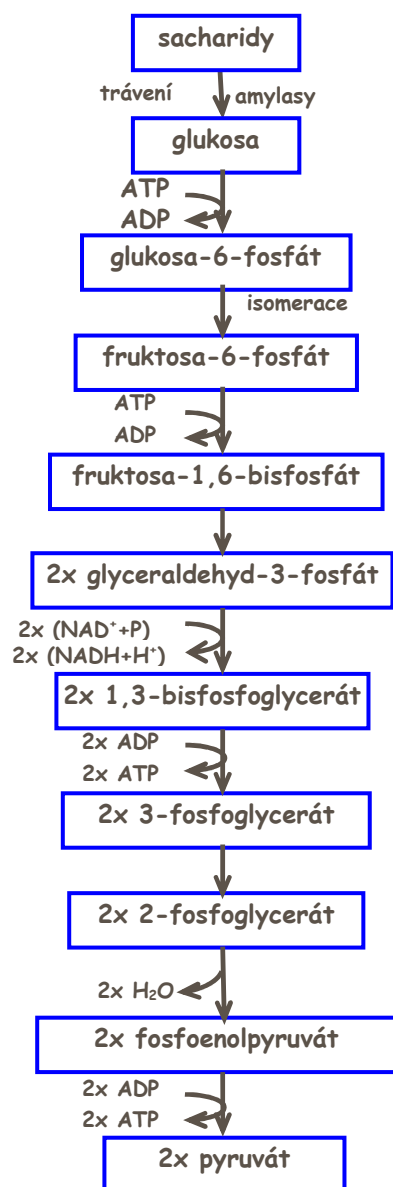 sacharidy
trávení
amylasy
glukosa
ATP
ADP
glukosa-6-fosfát
isomerace
fruktosa-6-fosfát
ATP
ADP
fruktosa-1,6-bisfosfát
2x glyceraldehyd-3-fosfát
2x (NAD⁺+P)
2x (NADH+H⁺)
2x 1,3-bisfosfoglycerát
2x ADP
2x ATP
2x 3-fosfoglycerát
2x 2-fosfoglycerát
2x H₂O
2x fosfoenolpyruvát
2x ADP
2x ATP
2x pyruvát